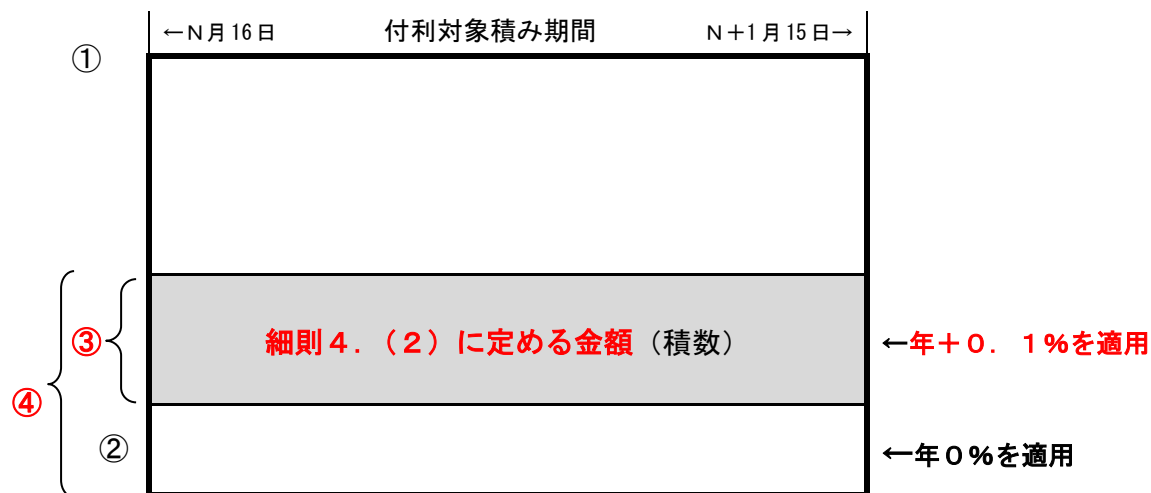 ←N月16日 付利対象積み期間 N+1月15日→
①
③ 細則4.(2)に定める金額(積数) ←年+0.1%を適用
④
② ←年0%を適用